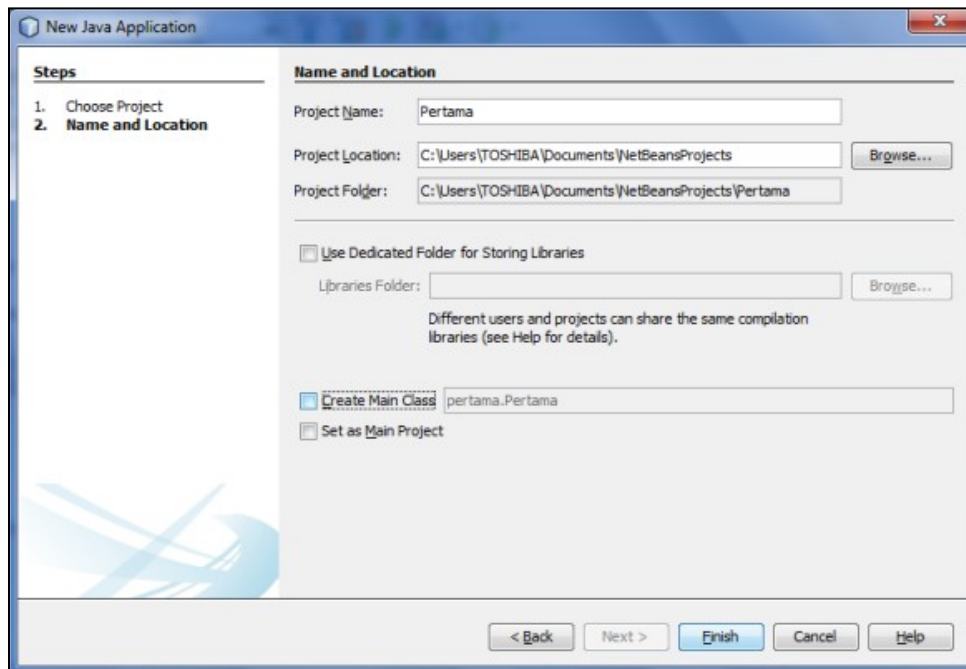 New Java Application
Steps
1. Choose Project
2. Name and Location
Name and Location
Project Name: Pertama
Project Location: C:\Users\TOSHIBA\Documents\NetBeansProjects Browse...
Project Folder: C:\Users\TOSHIBA\Documents\NetBeansProjects\Pertama
Use Dedicated Folder for Storing Libraries
Libraries Folder: Browse...
Different users and projects can share the same compilation
libraries (see Help for details).
Create Main Class pertama.Pertama
Set as Main Project
< Back Next > Finish Cancel Help